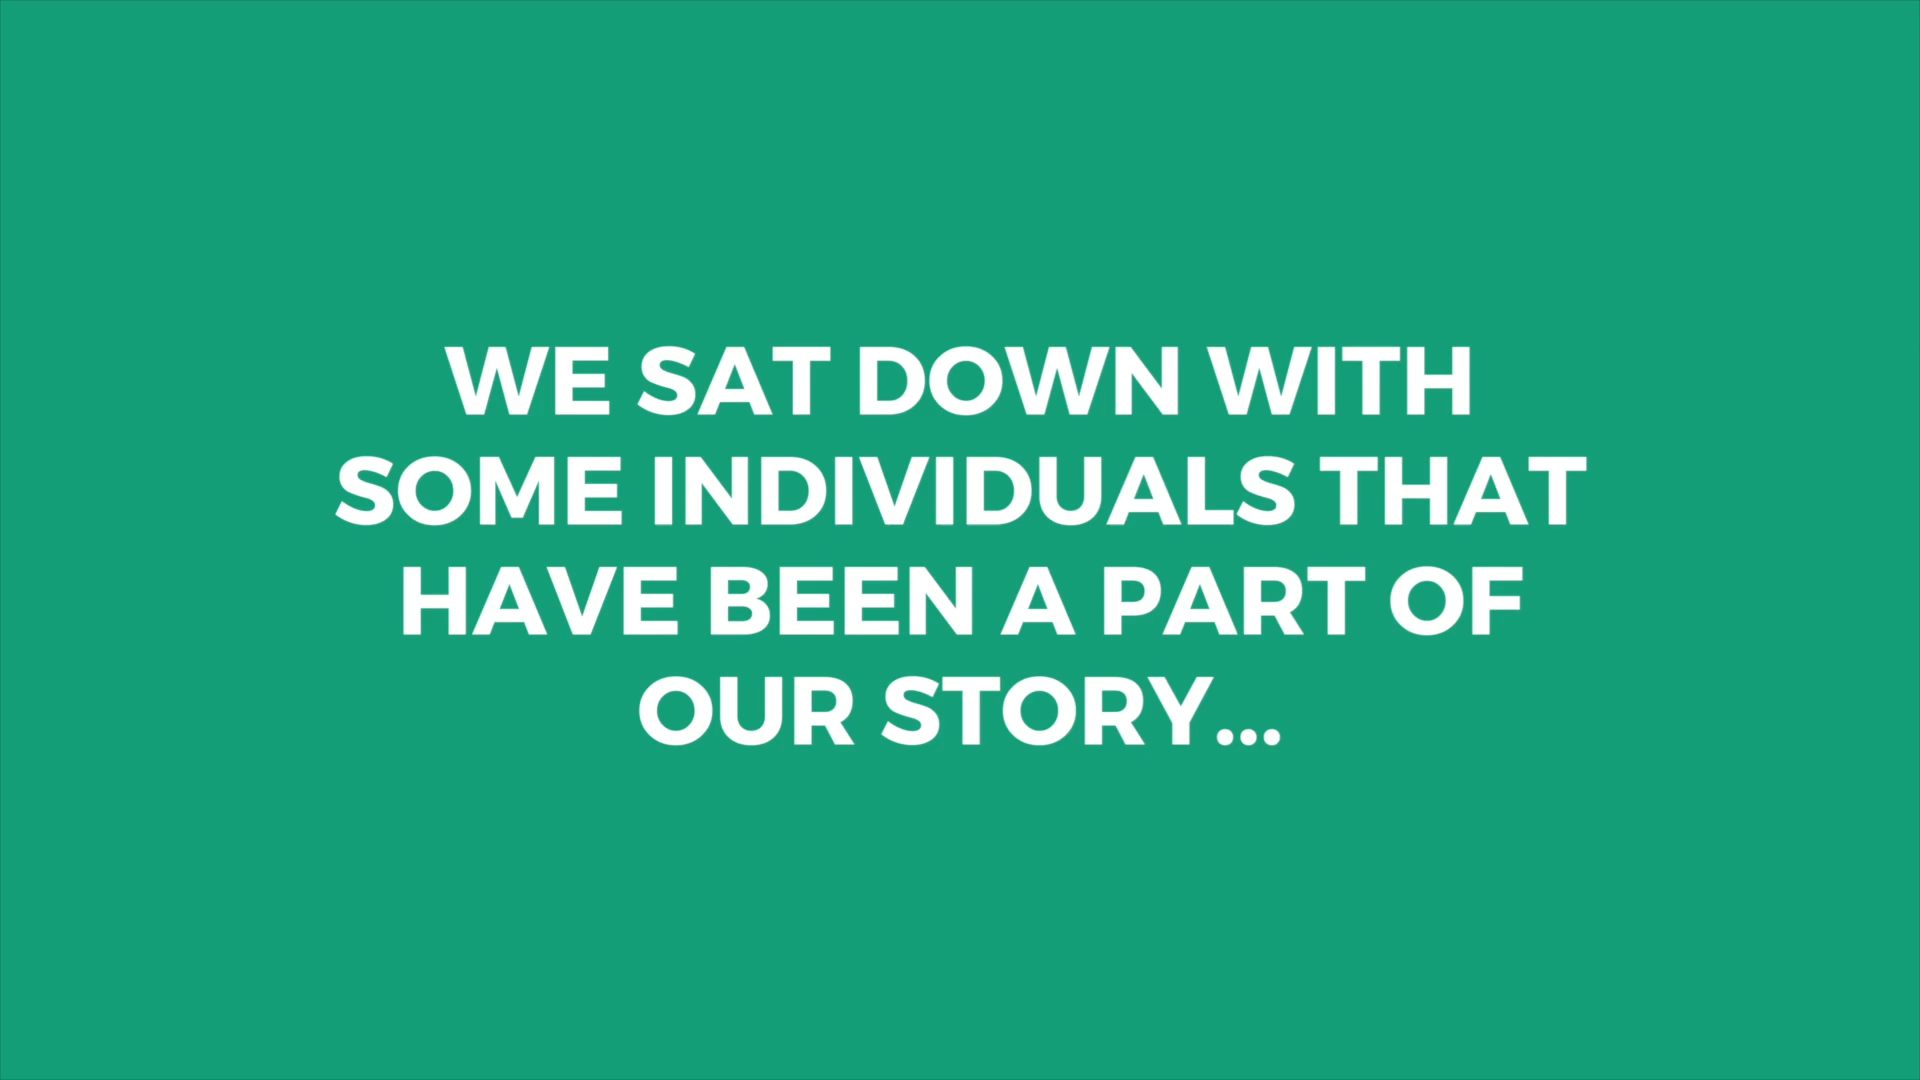 WE SAT DOWN WITH
SOME INDIVIDUALS THAT
HAVE BEEN A PART OF
OUR STORY...